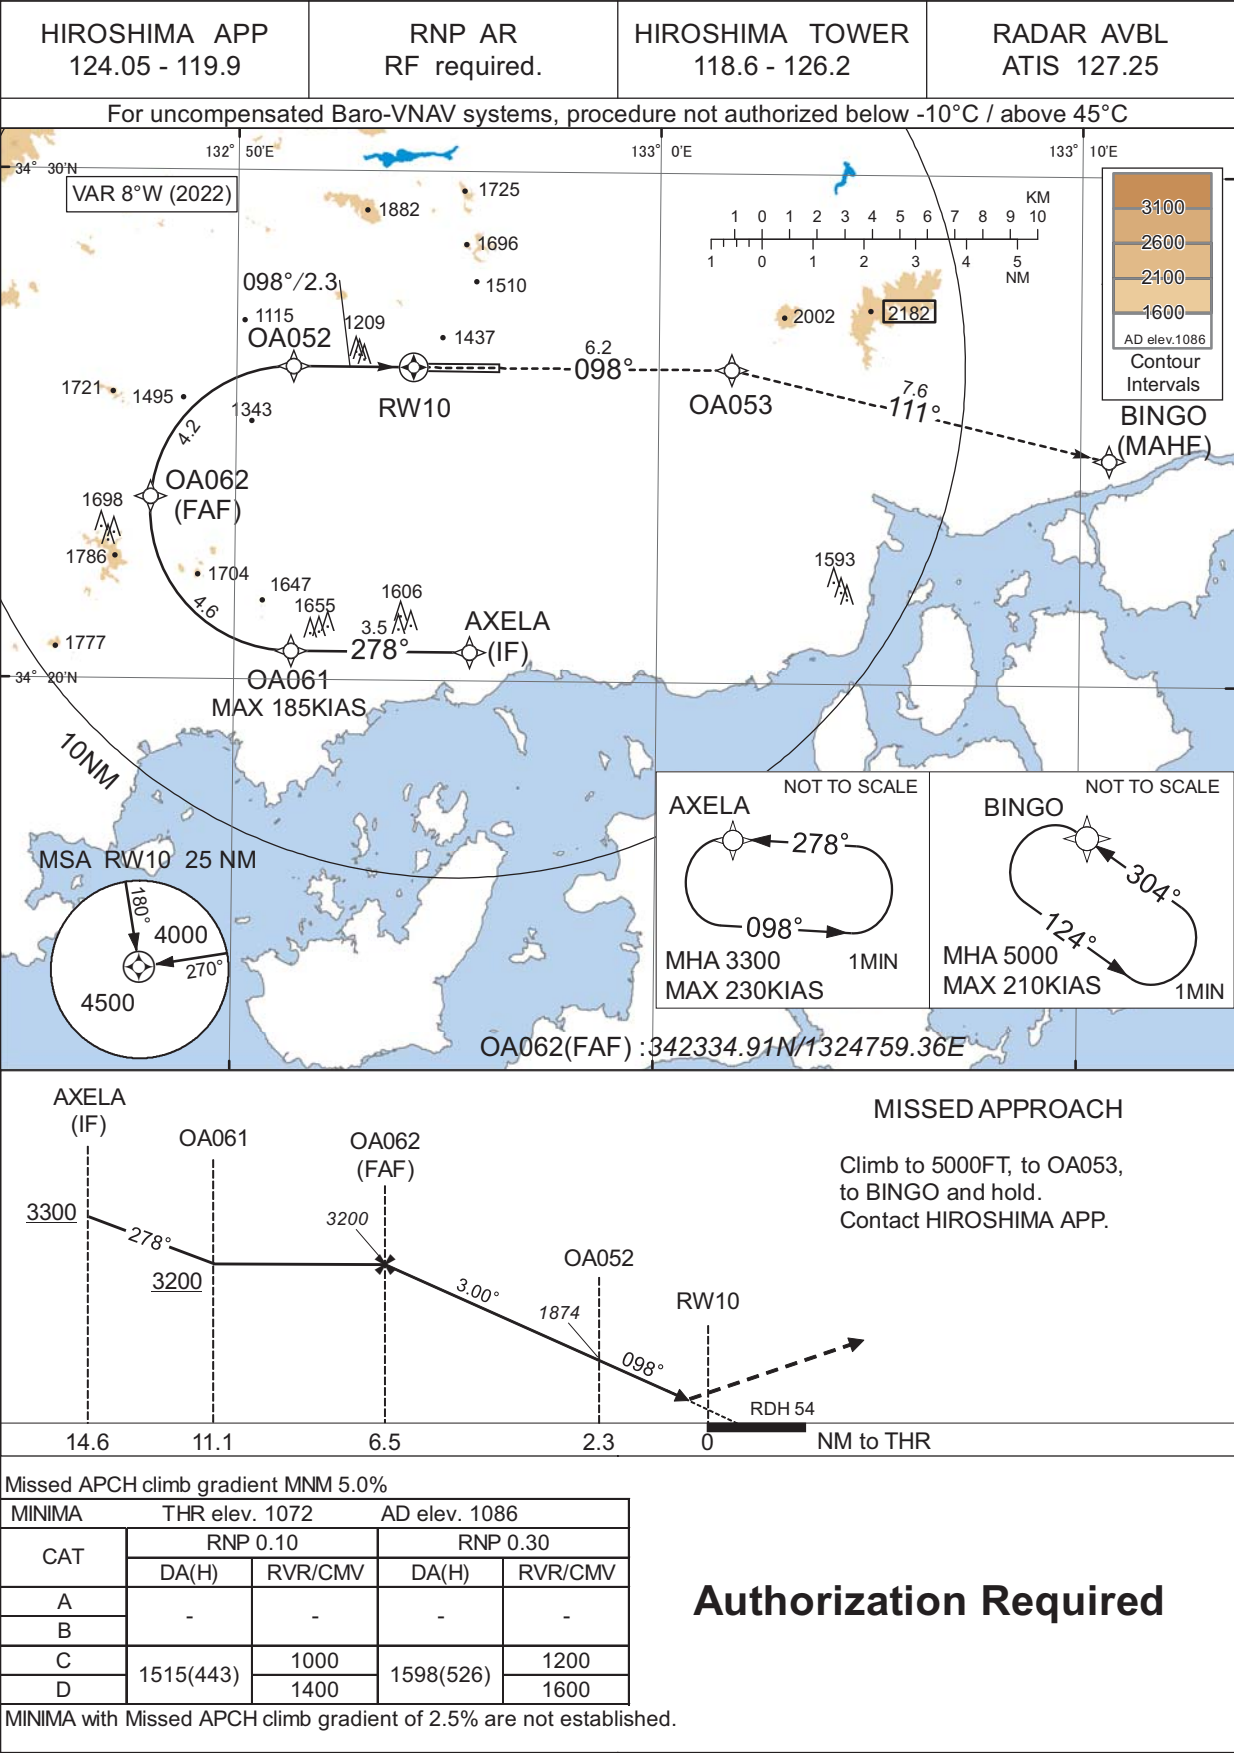 HIROSHIMA APP
124.05 - 119.9
RNP AR
RF required.
HIROSHIMA TOWER
118.6 - 126.2
RADAR AVBL
ATIS 127.25
For uncompensated Baro-VNAV systems, procedure not authorized below -10°C / above 45°C
132° 50'E
133° 0'E
133° 10'E
34° 30'N
VAR 8°W (2022)
1725
1882
1696
1510
KM
1 0 1 2 3 4 5 6 7 8 9 10
1 0 1 2 3 4 5
NM
3100
2600
2100
1600
AD elev.1086
Contour
Intervals
098°/2.3
1115
1209
OA052
1437
2002
2182
6.2
098°
RW10
OA053
7.6
111°
BINGO
(MAHF)
1721
1495
1343
4.2
OA062
(FAF)
1698
1786
1704
1647
1655
1606
1593
4.6
3.5
278°
AXELA
(IF)
1777
34° 20'N
OA061
MAX 185KIAS
10NM
MSA RW10 25 NM
180°
4000
270°
4500
NOT TO SCALE
AXELA
278°
098°
MHA 3300
MAX 230KIAS
1MIN
NOT TO SCALE
BINGO
304°
124°
MHA 5000
MAX 210KIAS
1MIN
OA062(FAF) :342334.91N/1324759.36E
AXELA
(IF)
OA061
OA062
(FAF)
3300
278°
3200
3200
3.00°
OA052
1874
098°
RW10
RDH 54
14.6 11.1 6.5 2.3 0 NM to THR
MISSED APPROACH
Climb to 5000FT, to OA053,
to BINGO and hold.
Contact HIROSHIMA APP.
Missed APCH climb gradient MNM 5.0%
MINIMA THR elev. 1072 AD elev. 1086
CAT RNP 0.10 RNP 0.30
DA(H) RVR/CMV DA(H) RVR/CMV
A - - - -
B
C 1515(443) 1000 1598(526) 1200
D 1400 1600
MINIMA with Missed APCH climb gradient of 2.5% are not established.
Authorization Required